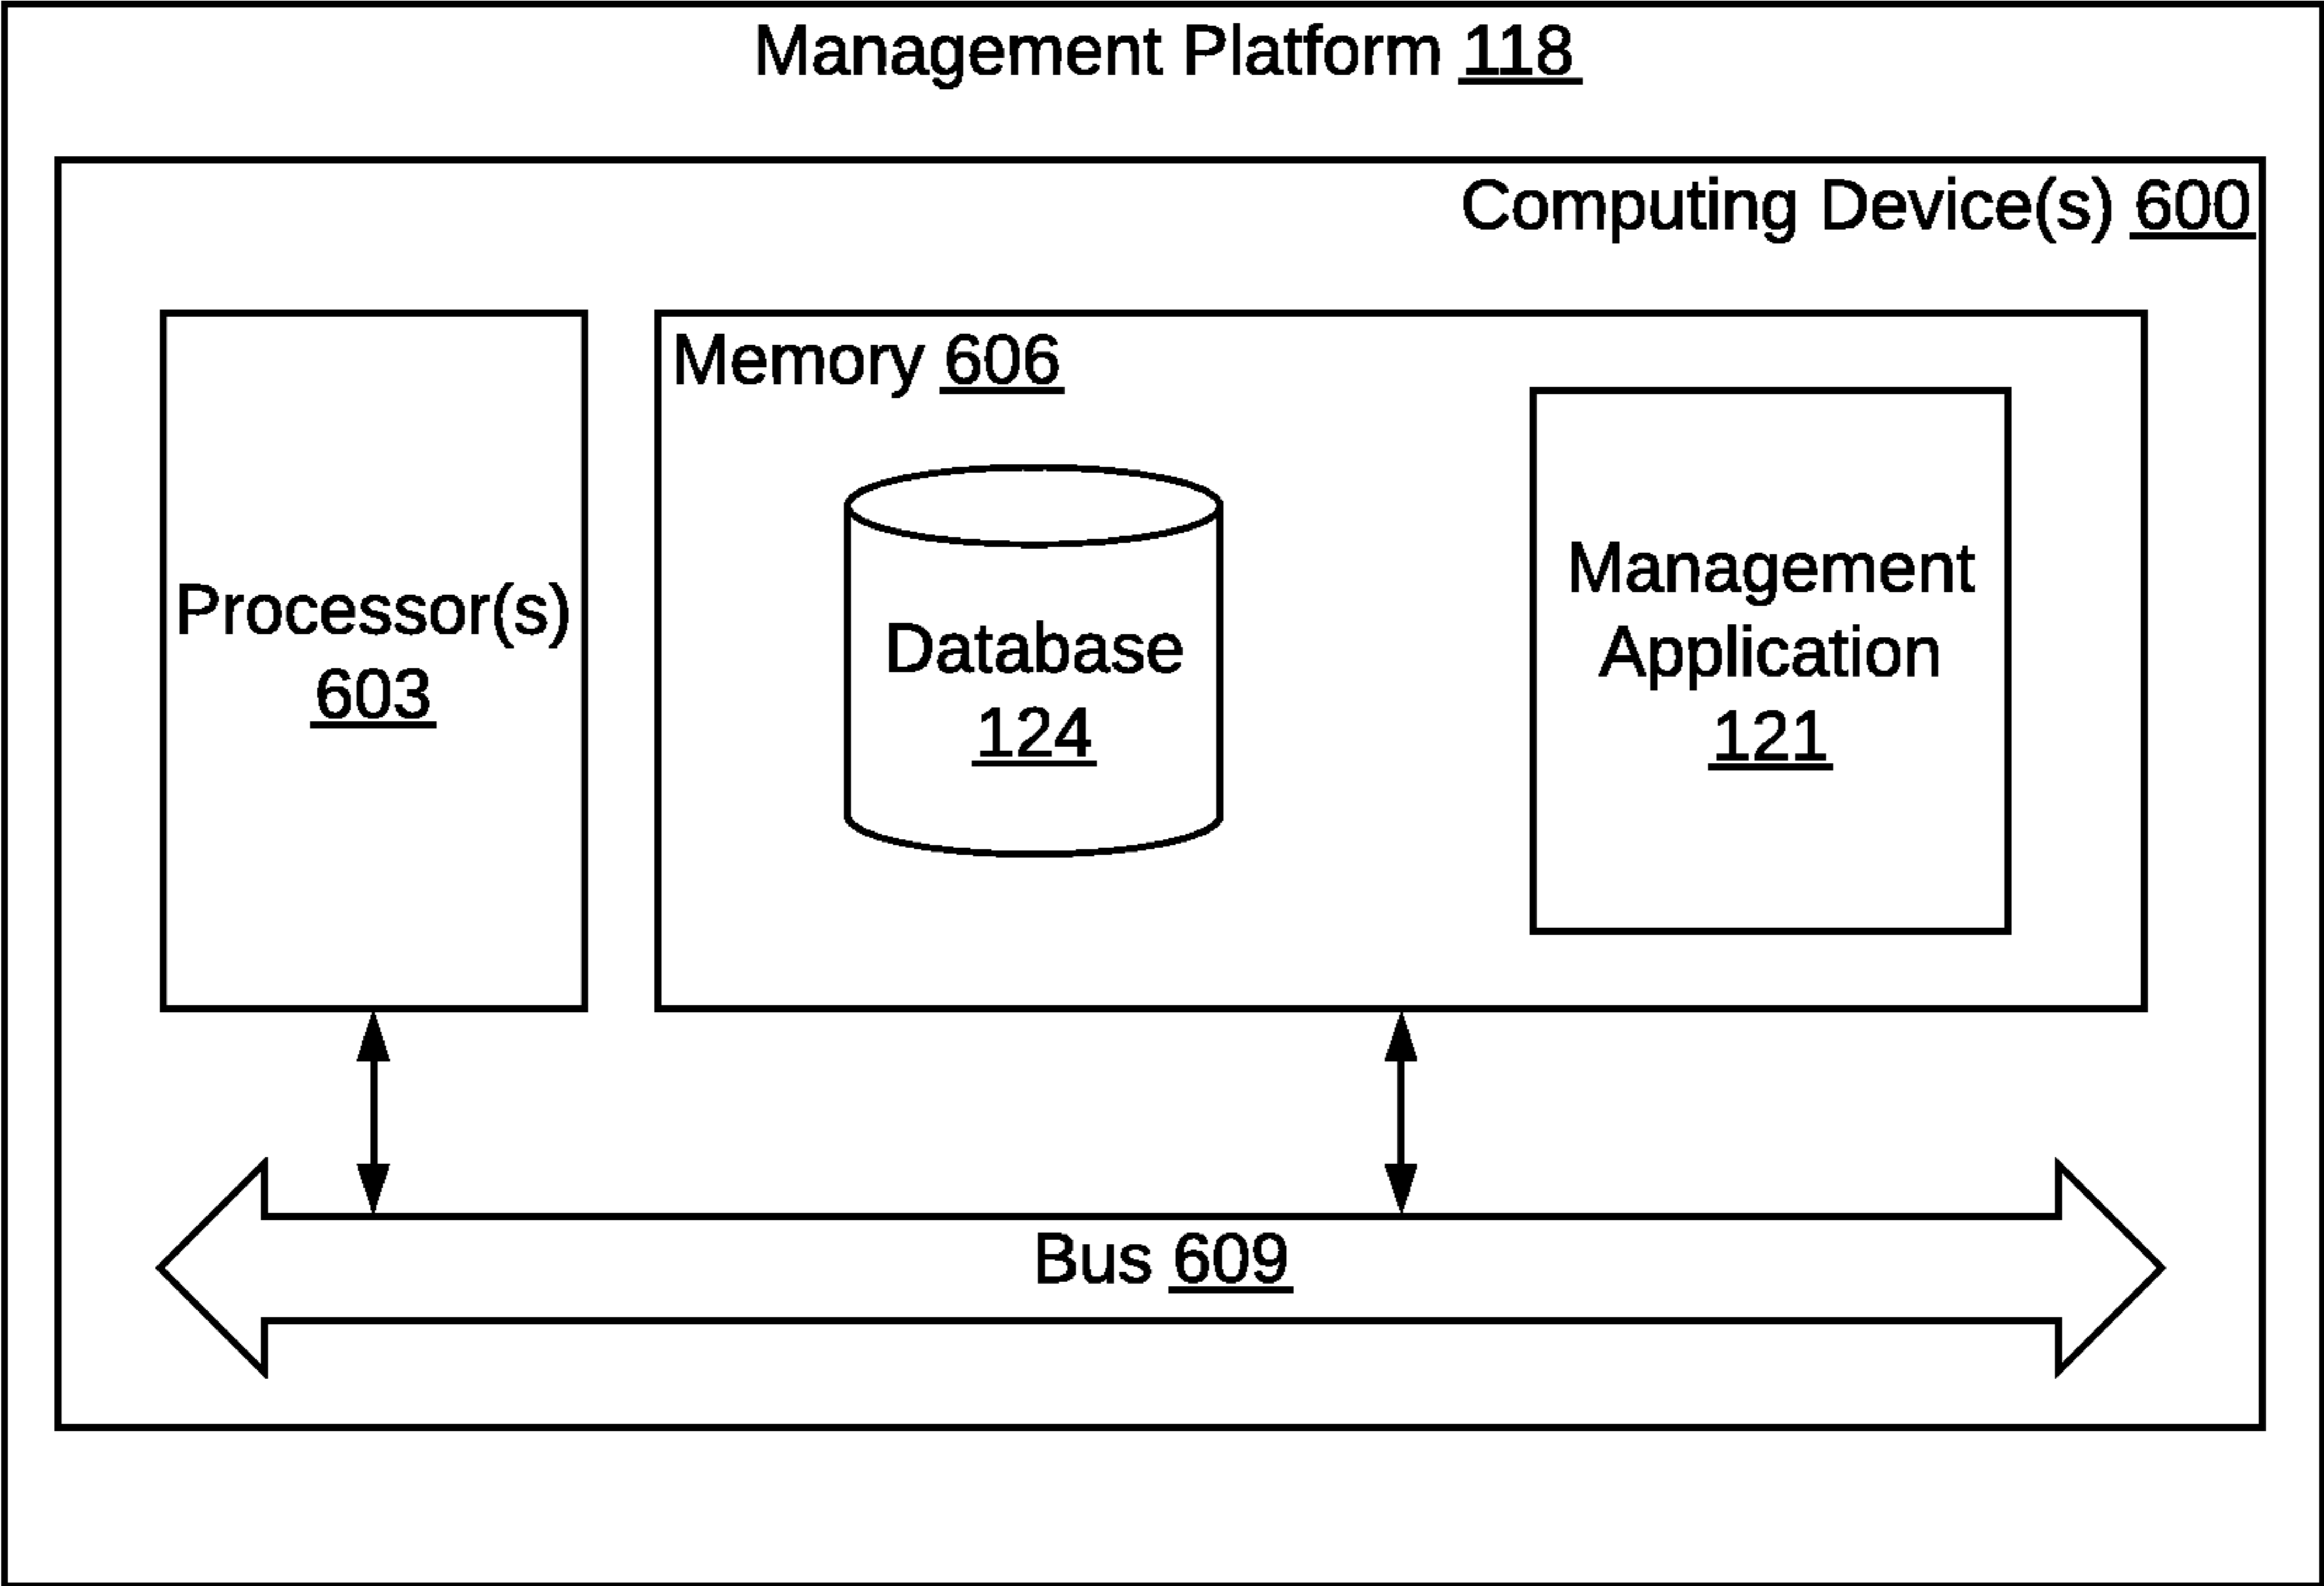 Management Platform 118
Computing Device(s) 600
Processor(s)
603
Memory 606
Database
124
Management
Application
121
Bus 609